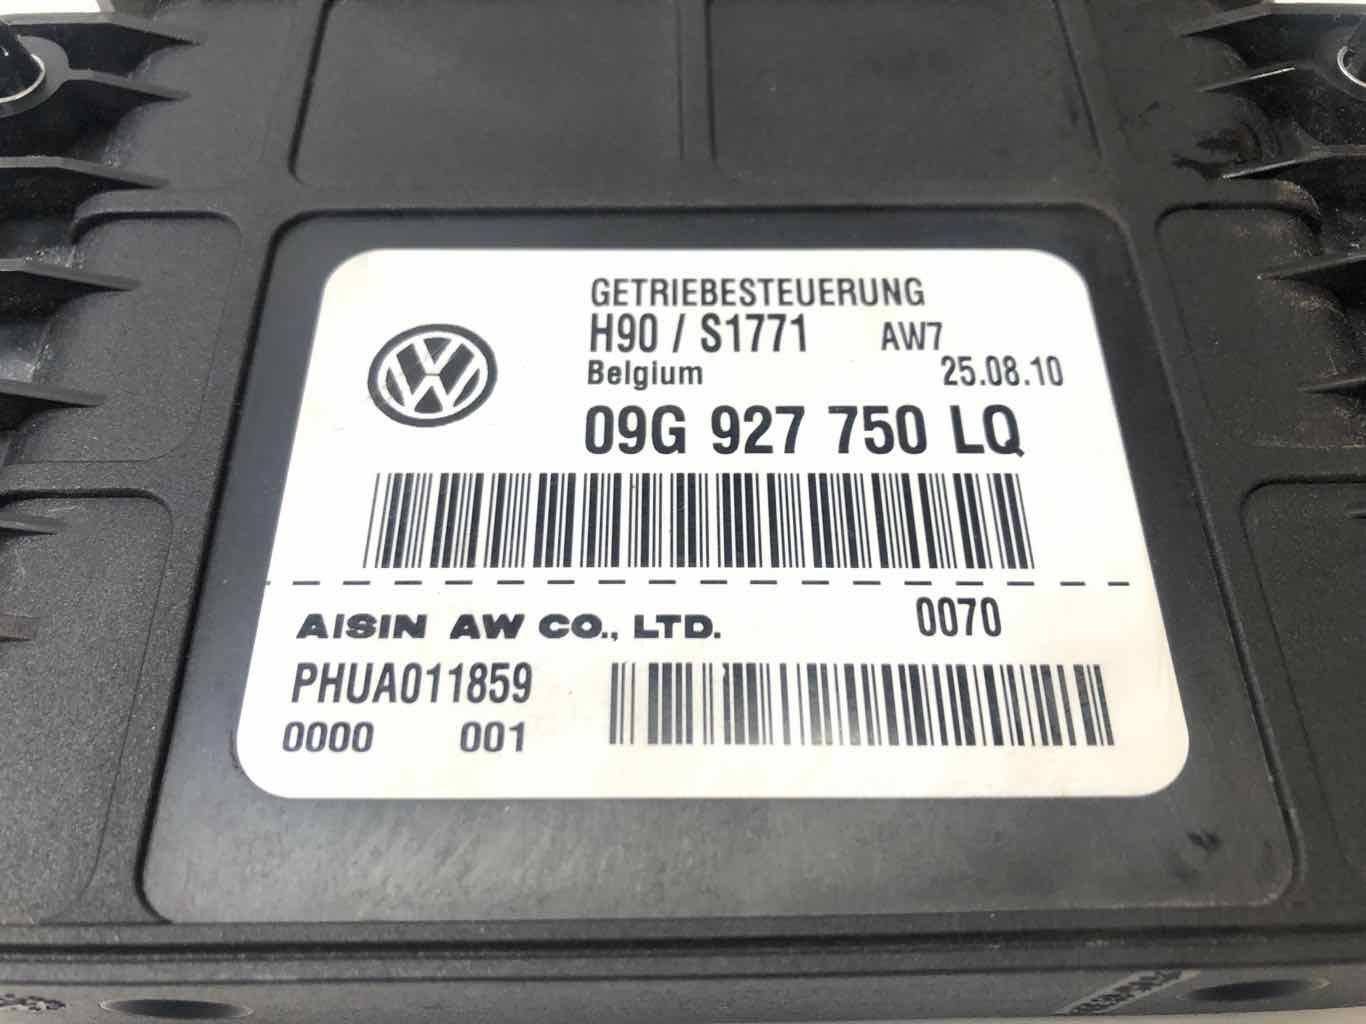 GETRIEBESTEUERUNG
H90 / S1771 AW7
Belgium 25.08.10
09G 927 750 LQ
AISIN AW CO., LTD. 0070
PHUA011859
0000 001